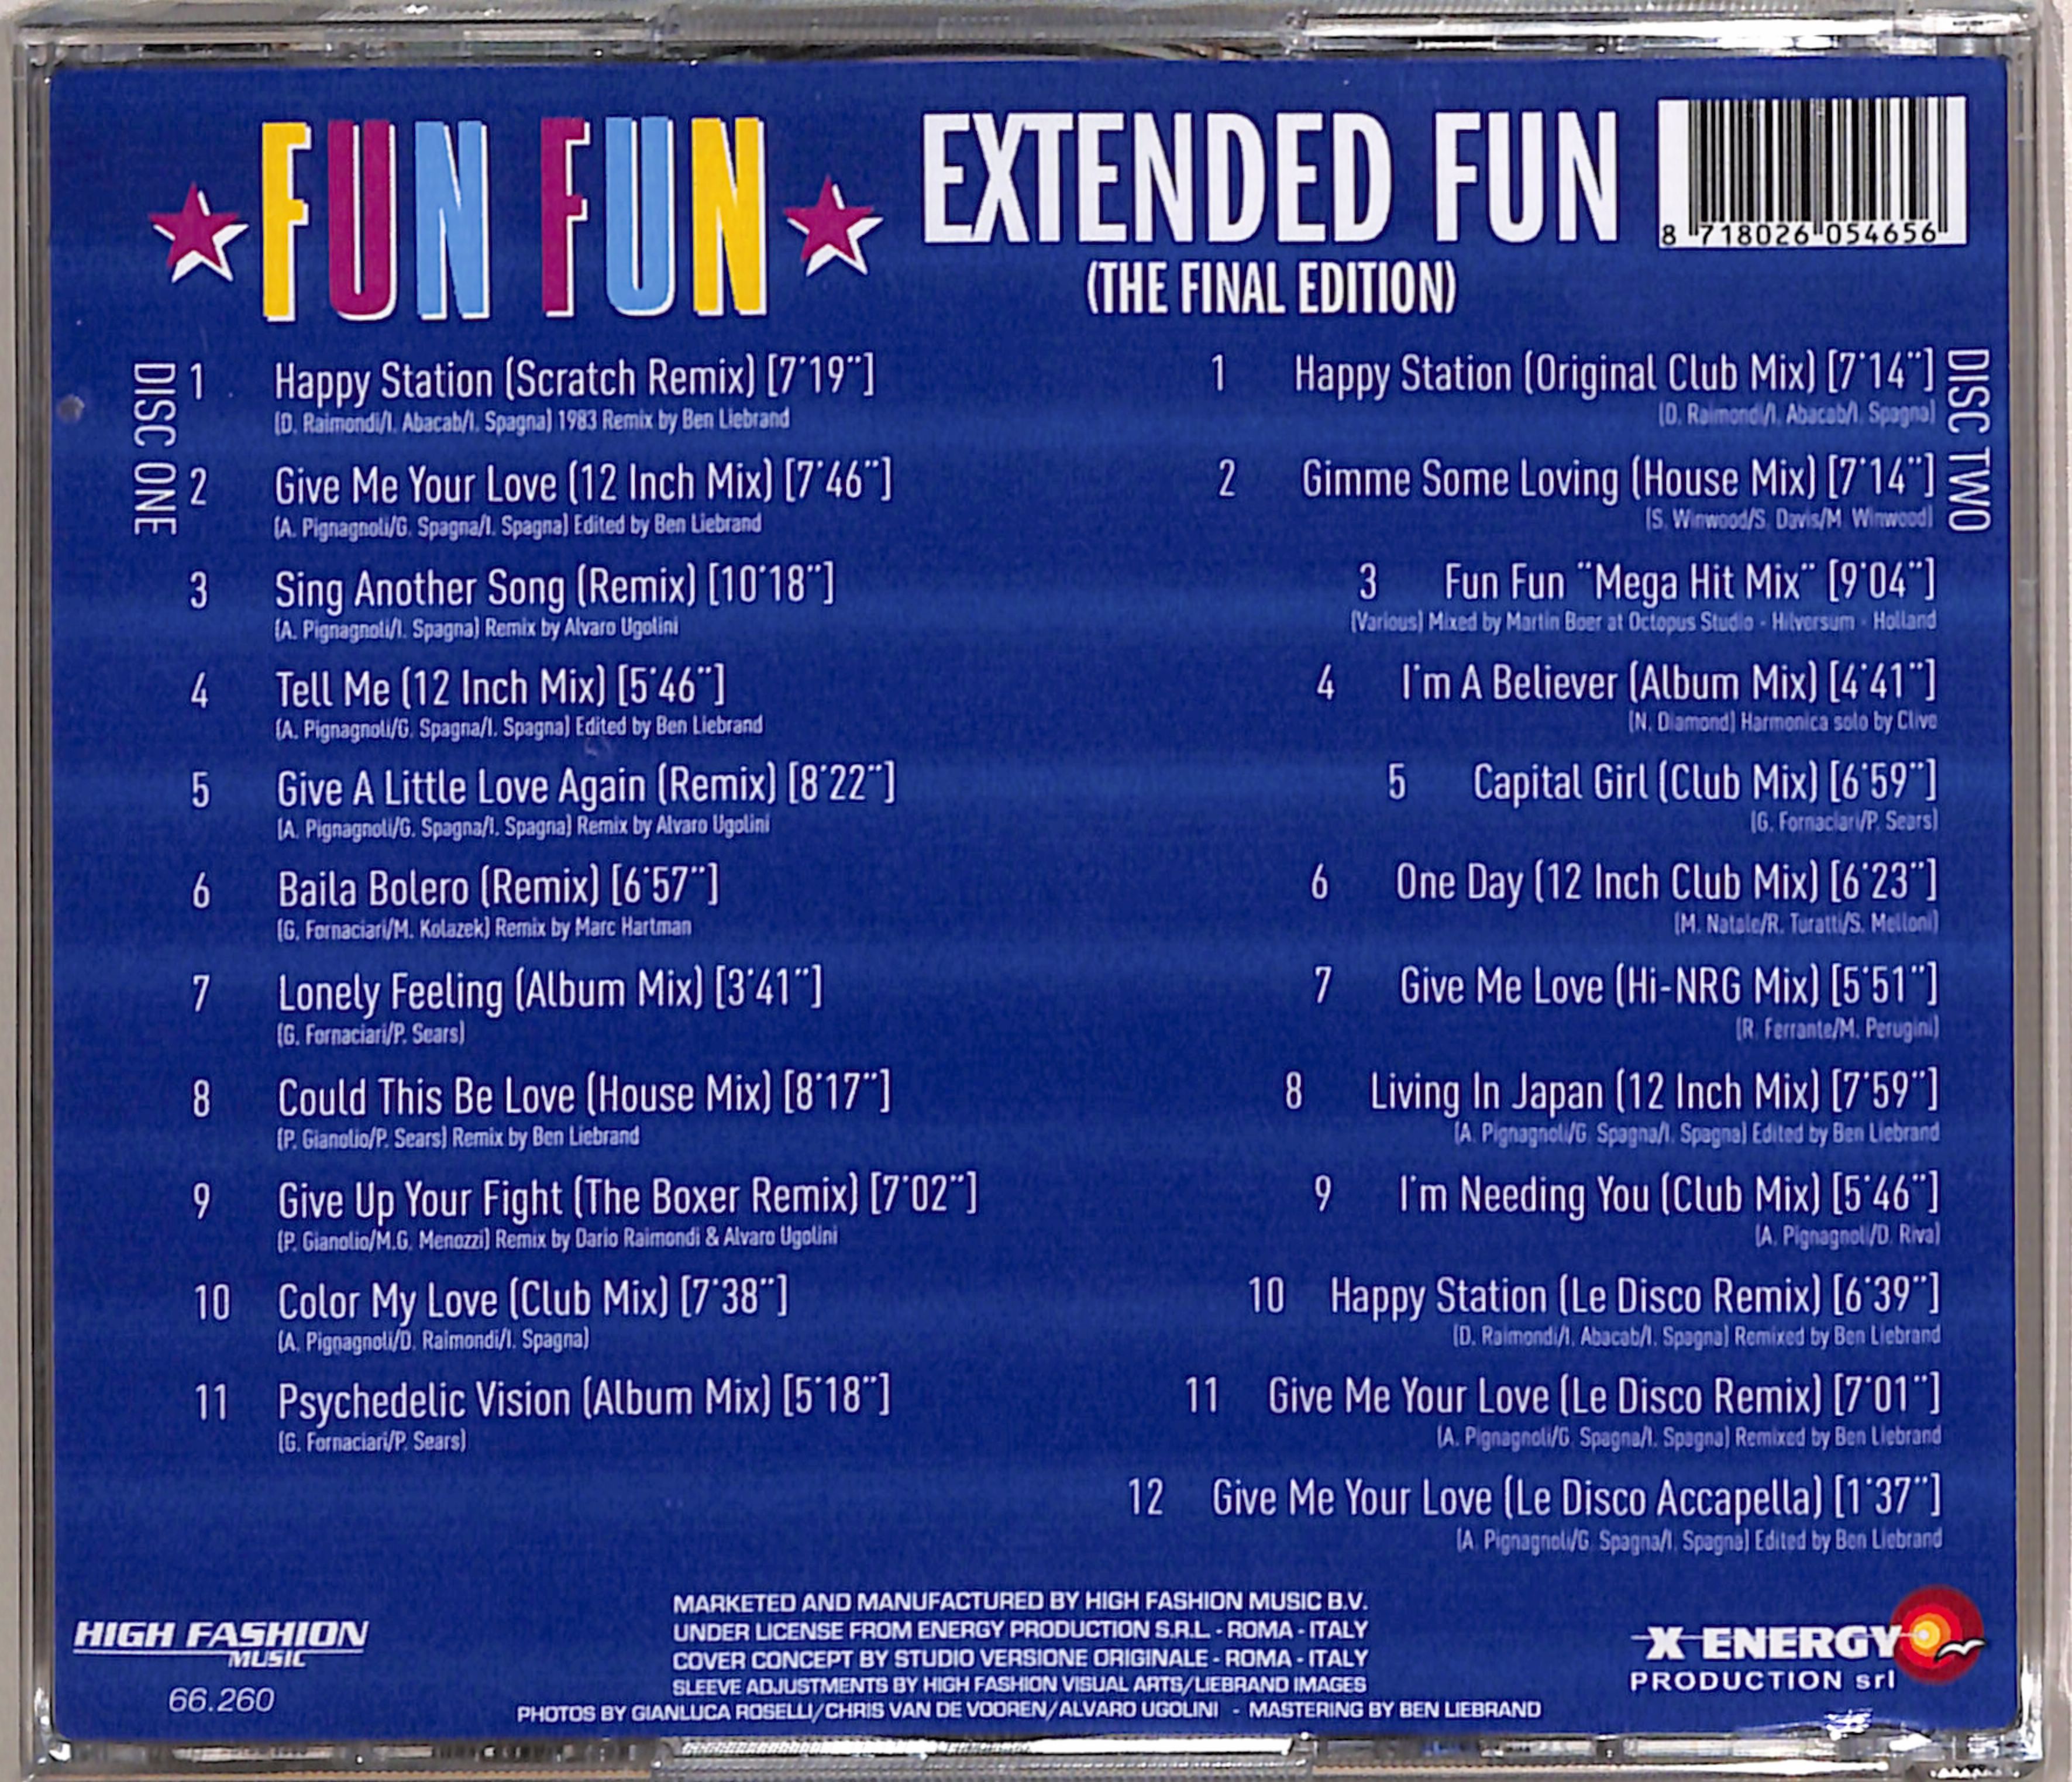 FUN FUN
EXTENDED FUN
(THE FINAL EDITION)
8 718026 054656
DISC ONE
1 Happy Station (Scratch Remix) [7'19"]
(D. Raimondi/I. Abacab/I. Spagna) 1983 Remix by Ben Liebrand
2 Give Me Your Love (12 Inch Mix) [7'46"]
(A. Pignagnoli/G. Spagna/I. Spagna) Edited by Ben Liebrand
3 Sing Another Song (Remix) [10'18"]
(A. Pignagnoli/I. Spagna) Remix by Alvaro Ugolini
4 Tell Me (12 Inch Mix) [5'46"]
(A. Pignagnoli/G. Spagna/I. Spagna) Edited by Ben Liebrand
5 Give A Little Love Again (Remix) [8'22"]
(A. Pignagnoli/G. Spagna/I. Spagna) Remix by Alvaro Ugolini
6 Baila Bolero (Remix) [6'57"]
(G. Fornaciari/M. Kolazek) Remix by Marc Hartman
7 Lonely Feeling (Album Mix) [3'41"]
(G. Fornaciari/P. Sears)
8 Could This Be Love (House Mix) [8'17"]
(P. Gianolio/P. Sears) Remix by Ben Liebrand
9 Give Up Your Fight (The Boxer Remix) [7'02"]
(P. Gianolio/M.G. Menozzi) Remix by Dario Raimondi & Alvaro Ugolini
10 Color My Love (Club Mix) [7'38"]
(A. Pignagnoli/D. Raimondi/I. Spagna)
11 Psychedelic Vision (Album Mix) [5'18"]
(G. Fornaciari/P. Sears)
DISC TWO
1 Happy Station (Original Club Mix) [7'14"]
(D. Raimondi/I. Abacab/I. Spagna)
2 Gimme Some Loving (House Mix) [7'14"]
(S. Winwood/S. Davis/M. Winwood)
3 Fun Fun "Mega Hit Mix" [9'04"]
(Various) Mixed by Martin Boer at Octopus Studio - Hilversum - Holland
4 I'm A Believer (Album Mix) [4'41"]
(N. Diamond) Harmonica solo by Clive
5 Capital Girl (Club Mix) [6'59"]
(G. Fornaciari/P. Sears)
6 One Day (12 Inch Club Mix) [6'23"]
(M. Natale/R. Turatti/S. Melloni)
7 Give Me Love (Hi-NRG Mix) [5'51"]
(R. Ferrante/M. Perugini)
8 Living In Japan (12 Inch Mix) [7'59"]
(A. Pignagnoli/G. Spagna/I. Spagna) Edited by Ben Liebrand
9 I'm Needing You (Club Mix) [5'46"]
(A. Pignagnoli/D. Riva)
10 Happy Station (Le Disco Remix) [6'39"]
(D. Raimondi/I. Abacab/I. Spagna) Remixed by Ben Liebrand
11 Give Me Your Love (Le Disco Remix) [7'01"]
(A. Pignagnoli/G. Spagna/I. Spagna) Remixed by Ben Liebrand
12 Give Me Your Love (Le Disco Accapella) [1'37"]
(A. Pignagnoli/G. Spagna/I. Spagna) Edited by Ben Liebrand
HIGH FASHION
MUSIC
66.260
MARKETED AND MANUFACTURED BY HIGH FASHION MUSIC B.V.
UNDER LICENSE FROM ENERGY PRODUCTION S.R.L. - ROMA - ITALY
COVER CONCEPT BY STUDIO VERSIONE ORIGINALE - ROMA - ITALY
SLEEVE ADJUSTMENTS BY HIGH FASHION VISUAL ARTS/LIEBRAND IMAGES
PHOTOS BY GIANLUCA ROSELLI/CHRIS VAN DE VOOREN/ALVARO UGOLINI - MASTERING BY BEN LIEBRAND
X ENERGY
PRODUCTION srl